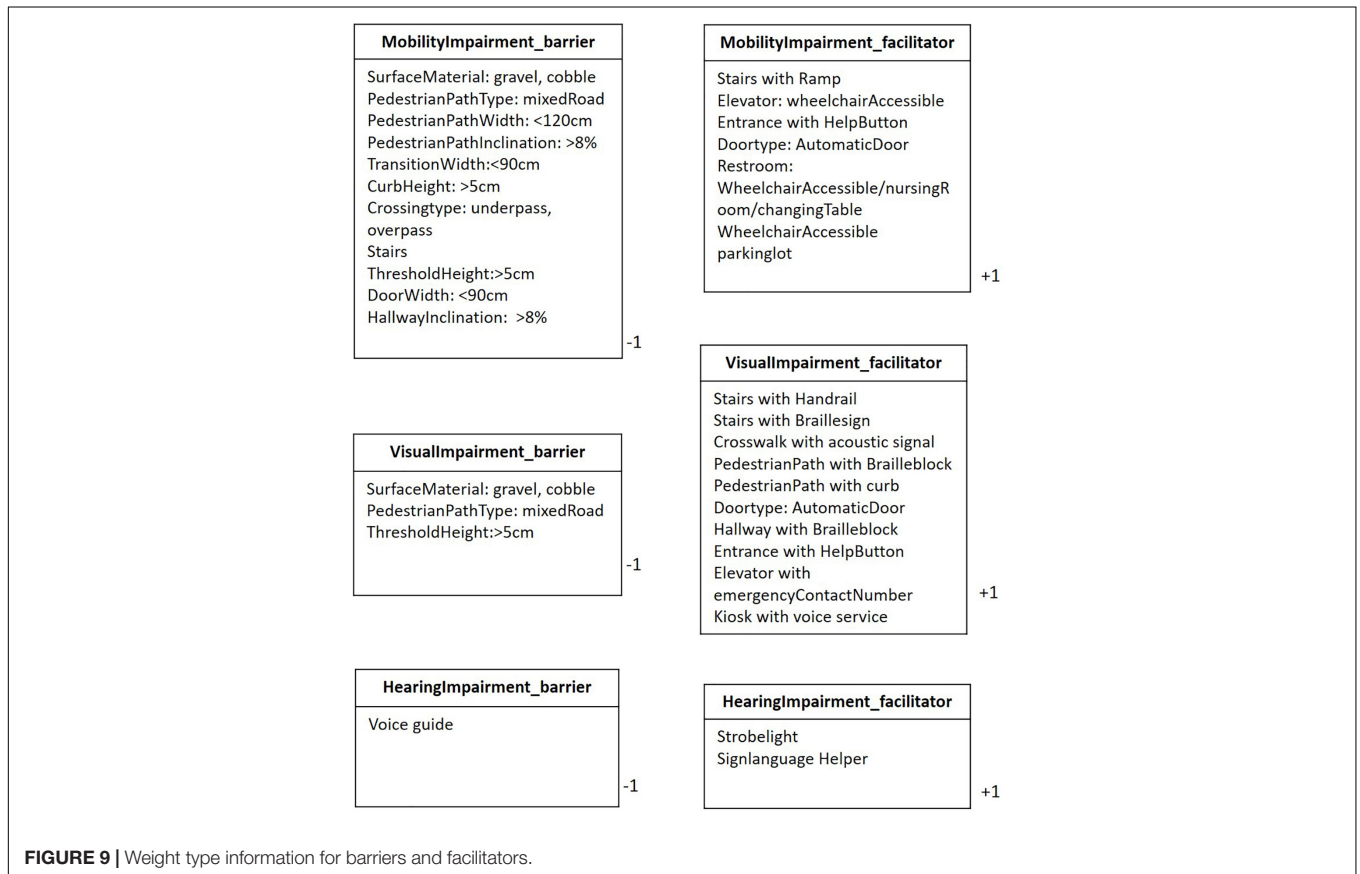 MobilityImpairment_barrier
SurfaceMaterial: gravel, cobble
PedestrianPathType: mixedRoad
PedestrianPathWidth: <120cm
PedestrianPathInclination: >8%
TransitionWidth:<90cm
CurbHeight: >5cm
Crossingtype: underpass,
overpass
Stairs
ThresholdHeight:>5cm
DoorWidth: <90cm
HallwayInclination: >8%
-1
MobilityImpairment_facilitator
Stairs with Ramp
Elevator: wheelchairAccessible
Entrance with HelpButton
Doortype: AutomaticDoor
Restroom:
WheelchairAccessible/nursingR
oom/changingTable
WheelchairAccessible
parkinglot
+1
VisualImpairment_barrier
SurfaceMaterial: gravel, cobble
PedestrianPathType: mixedRoad
ThresholdHeight:>5cm
-1
VisualImpairment_facilitator
Stairs with Handrail
Stairs with Braillesign
Crosswalk with acoustic signal
PedestrianPath with Brailleblock
PedestrianPath with curb
Doortype: AutomaticDoor
Hallway with Brailleblock
Entrance with HelpButton
Elevator with
emergencyContactNumber
Kiosk with voice service
+1
HearingImpairment_barrier
Voice guide
-1
HearingImpairment_facilitator
Strobelight
Signlanguage Helper
+1
FIGURE 9 | Weight type information for barriers and facilitators.